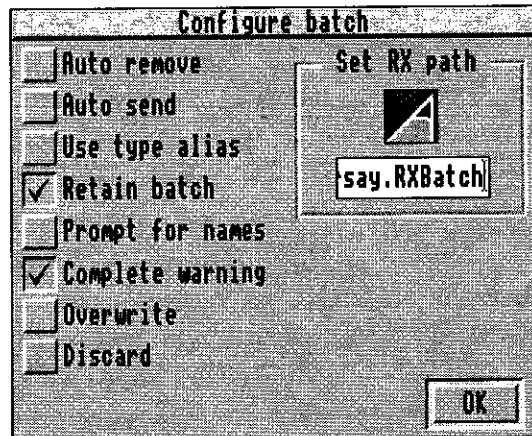 Configure batch
Auto remove
Auto send
Use type alias
Retain batch
Prompt for names
Complete warning
Overwrite
Discard
Set RX path
say.RXBatch
OK